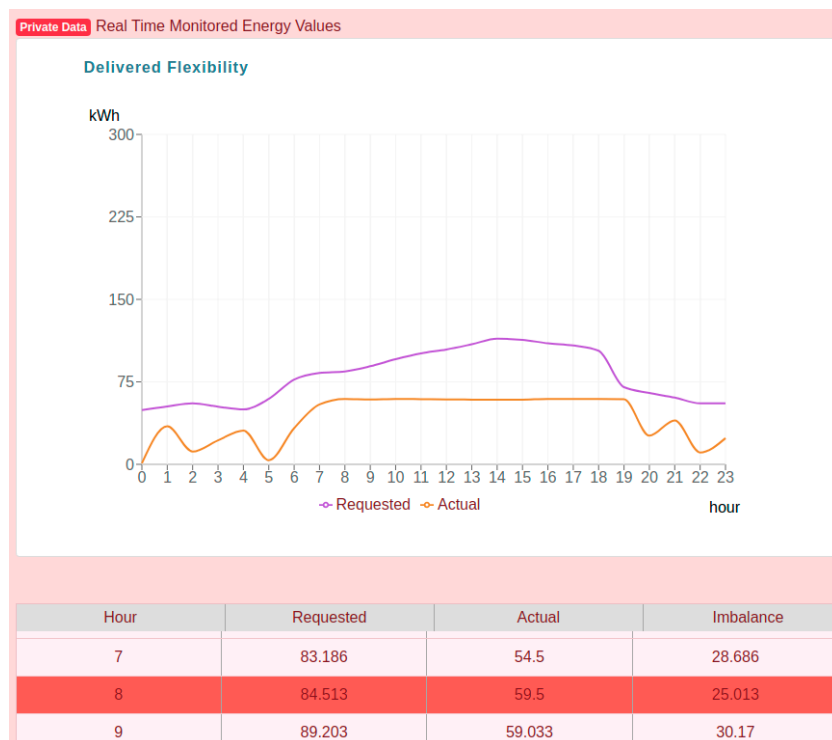 Private Data Real Time Monitored Energy Values
Delivered Flexibility
kWh
300
225
150
75
0
0 1 2 3 4 5 6 7 8 9 10 11 12 13 14 15 16 17 18 19 20 21 22 23
Requested Actual
hour
Hour Requested Actual Imbalance
7 83.186 54.5 28.686
8 84.513 59.5 25.013
9 89.203 59.033 30.17